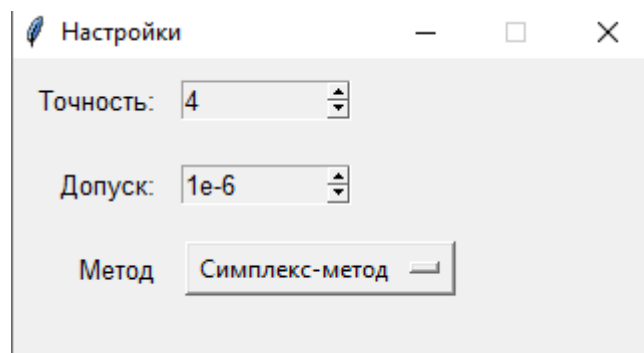 Настройки
Точность: 4
Допуск: 1e-6
Метод Симплекс-метод